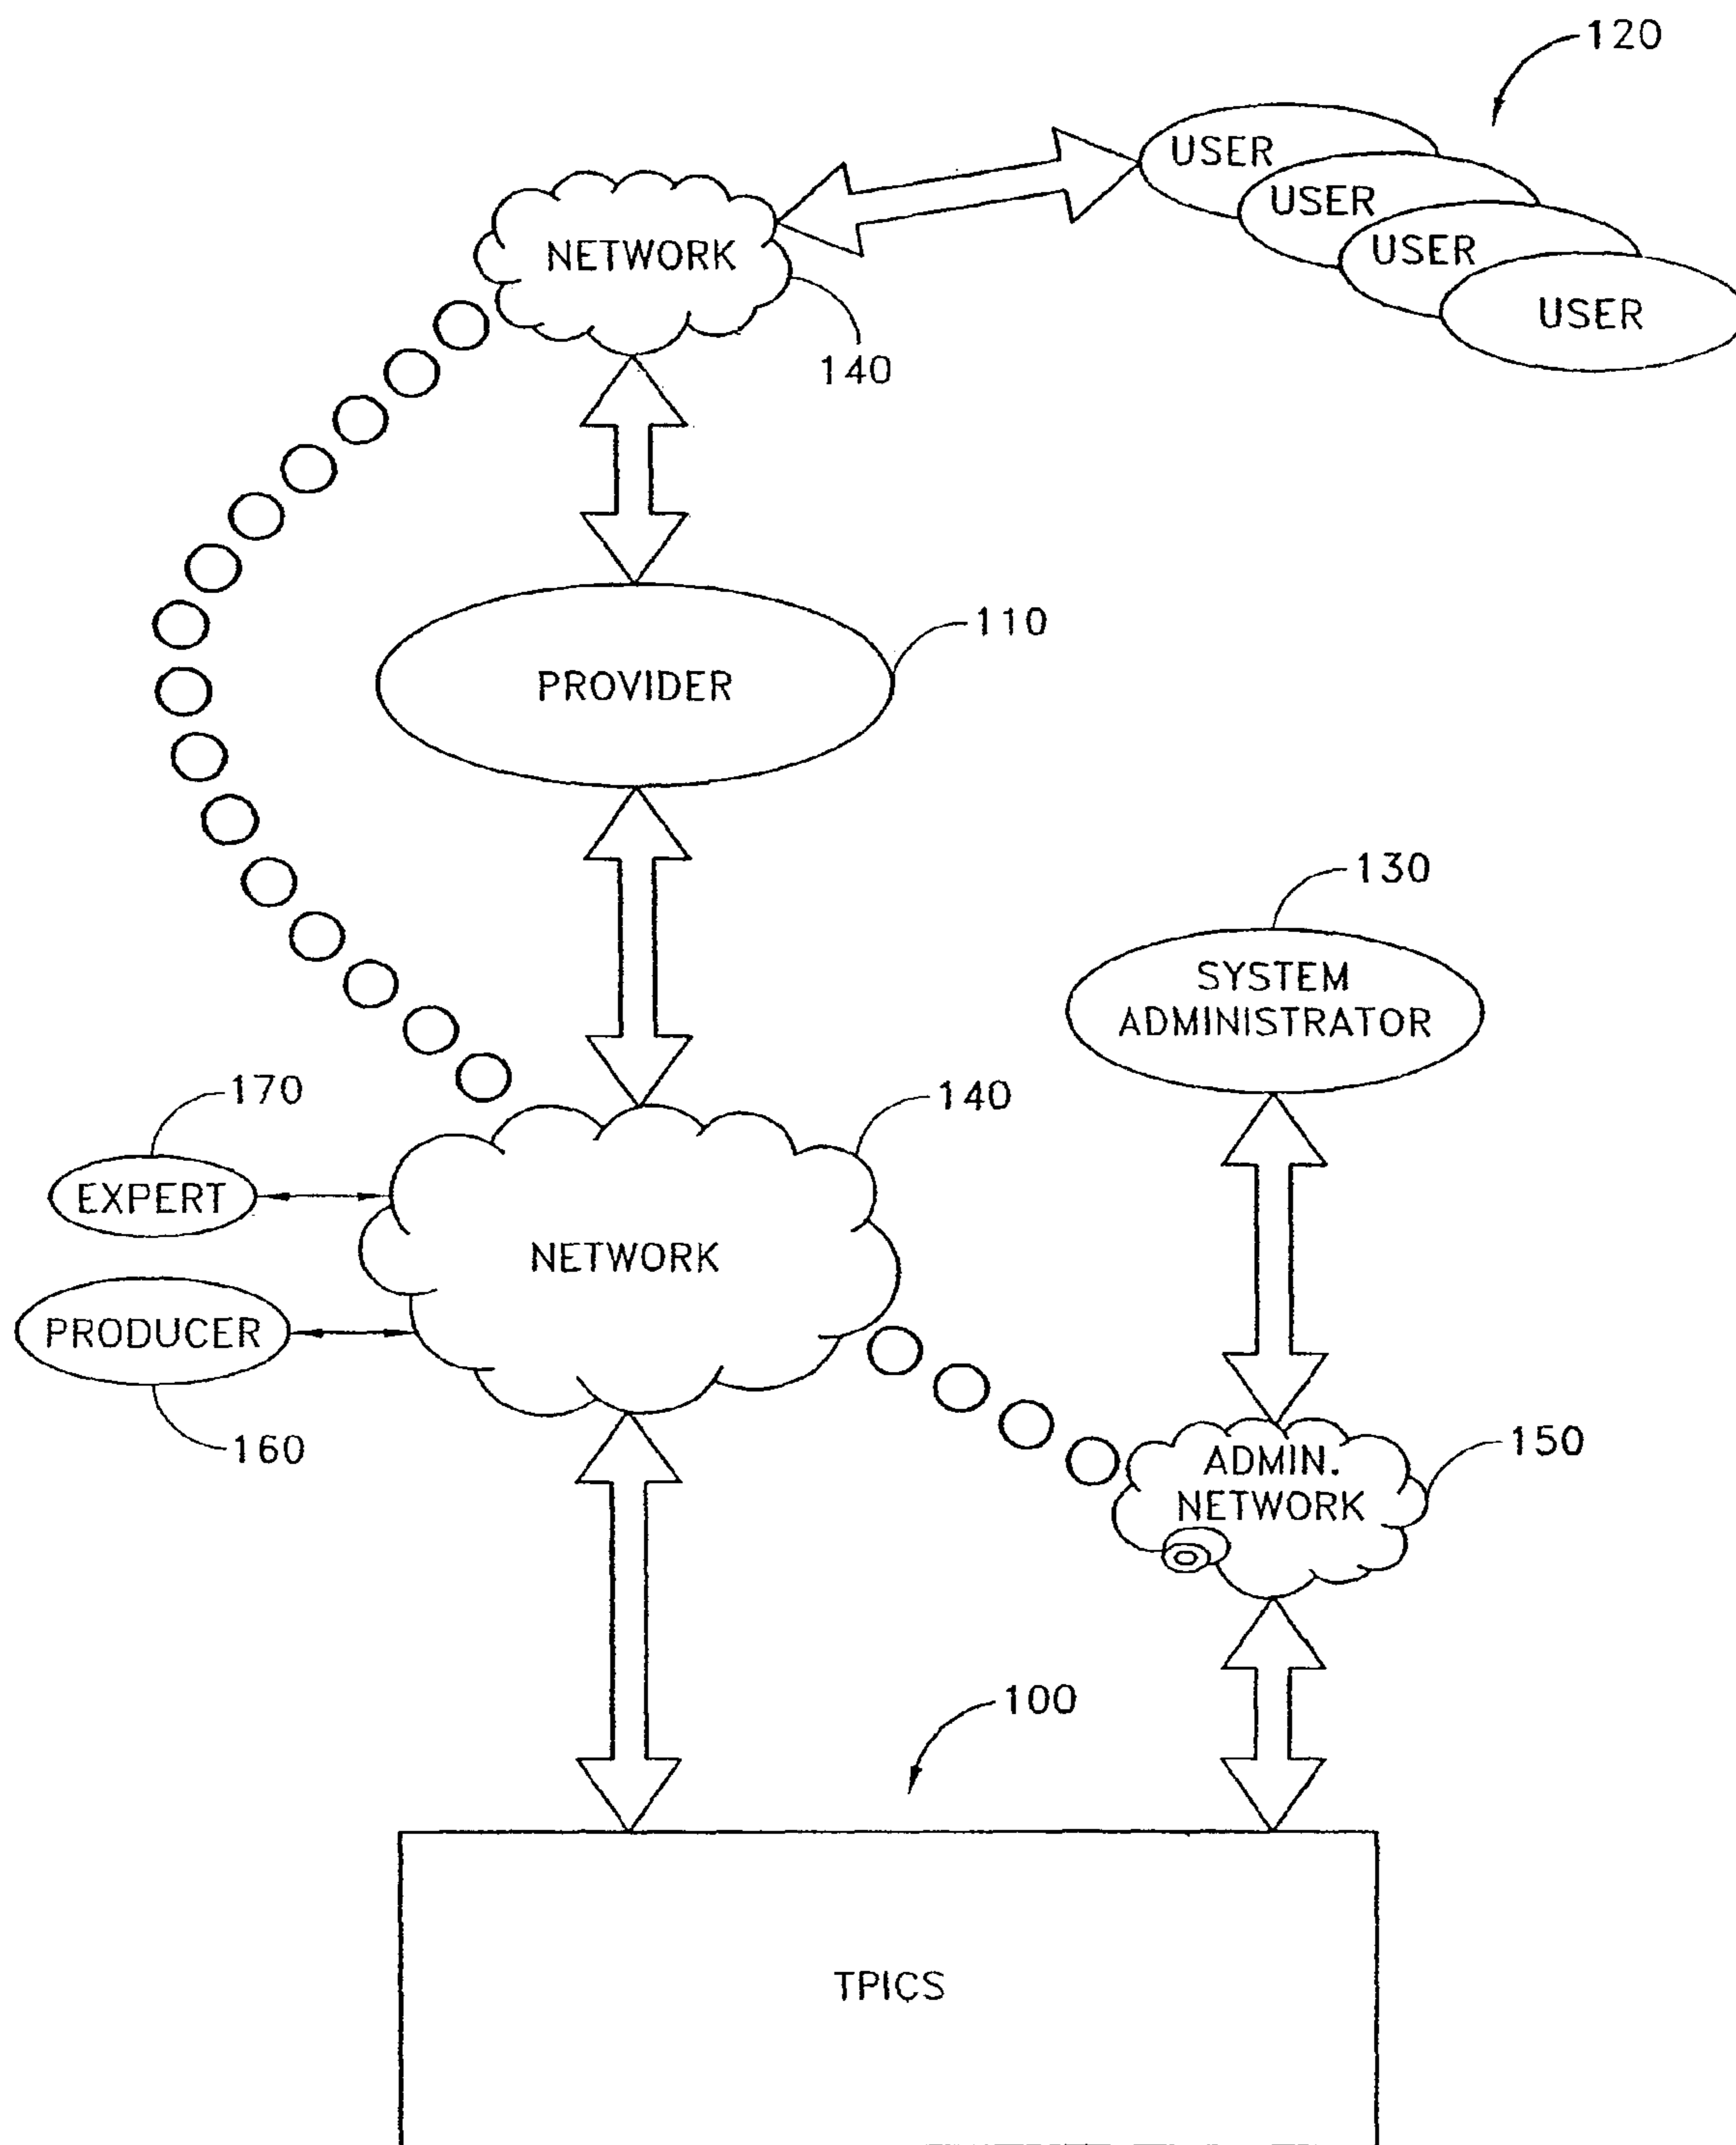 120
USER
USER
USER
USER
NETWORK
140
110
PROVIDER
130
SYSTEM
ADMINISTRATOR
170
140
EXPERT
NETWORK
PRODUCER
160
150
ADMIN.
NETWORK
100
TPICS